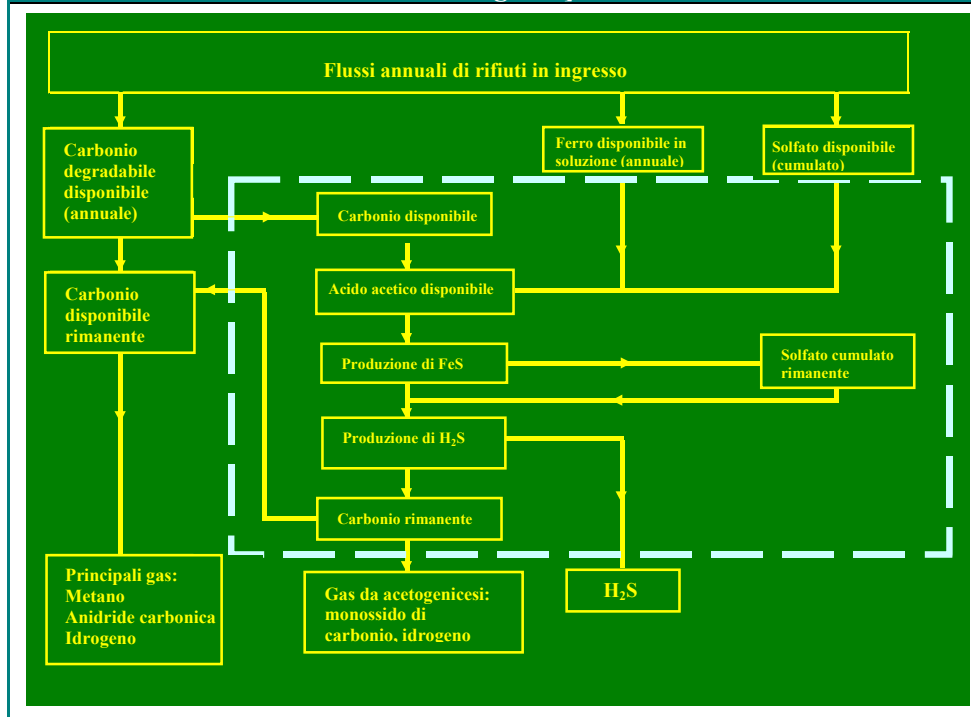 Flussi annuali di rifiuti in ingresso
Carbonio
degradabile
disponibile
(annuale)
Ferro disponibile in
soluzione (annuale)
Solfato disponibile
(cumulato)
Carbonio disponibile
Carbonio
disponibile
rimanente
Acido acetico disponibile
Produzione di FeS
Solfato cumulato
rimanente
Produzione di H₂S
Carbonio rimanente
Principali gas:
Metano
Anidride carbonica
Idrogeno
Gas da acetogenicesi:
monossido di
carbonio, idrogeno
H₂S